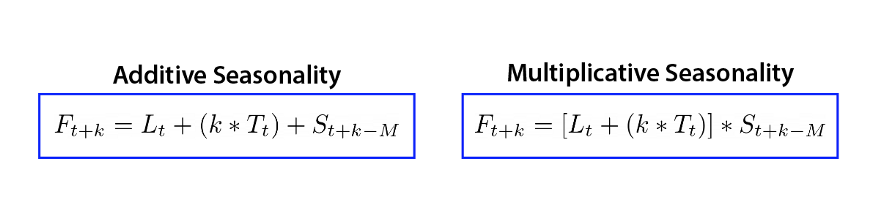 Additive Seasonality
F_{t+k} = L_t + (k * T_t) + S_{t+k-M}
Multiplicative Seasonality
F_{t+k} = [L_t + (k * T_t)] * S_{t+k-M}